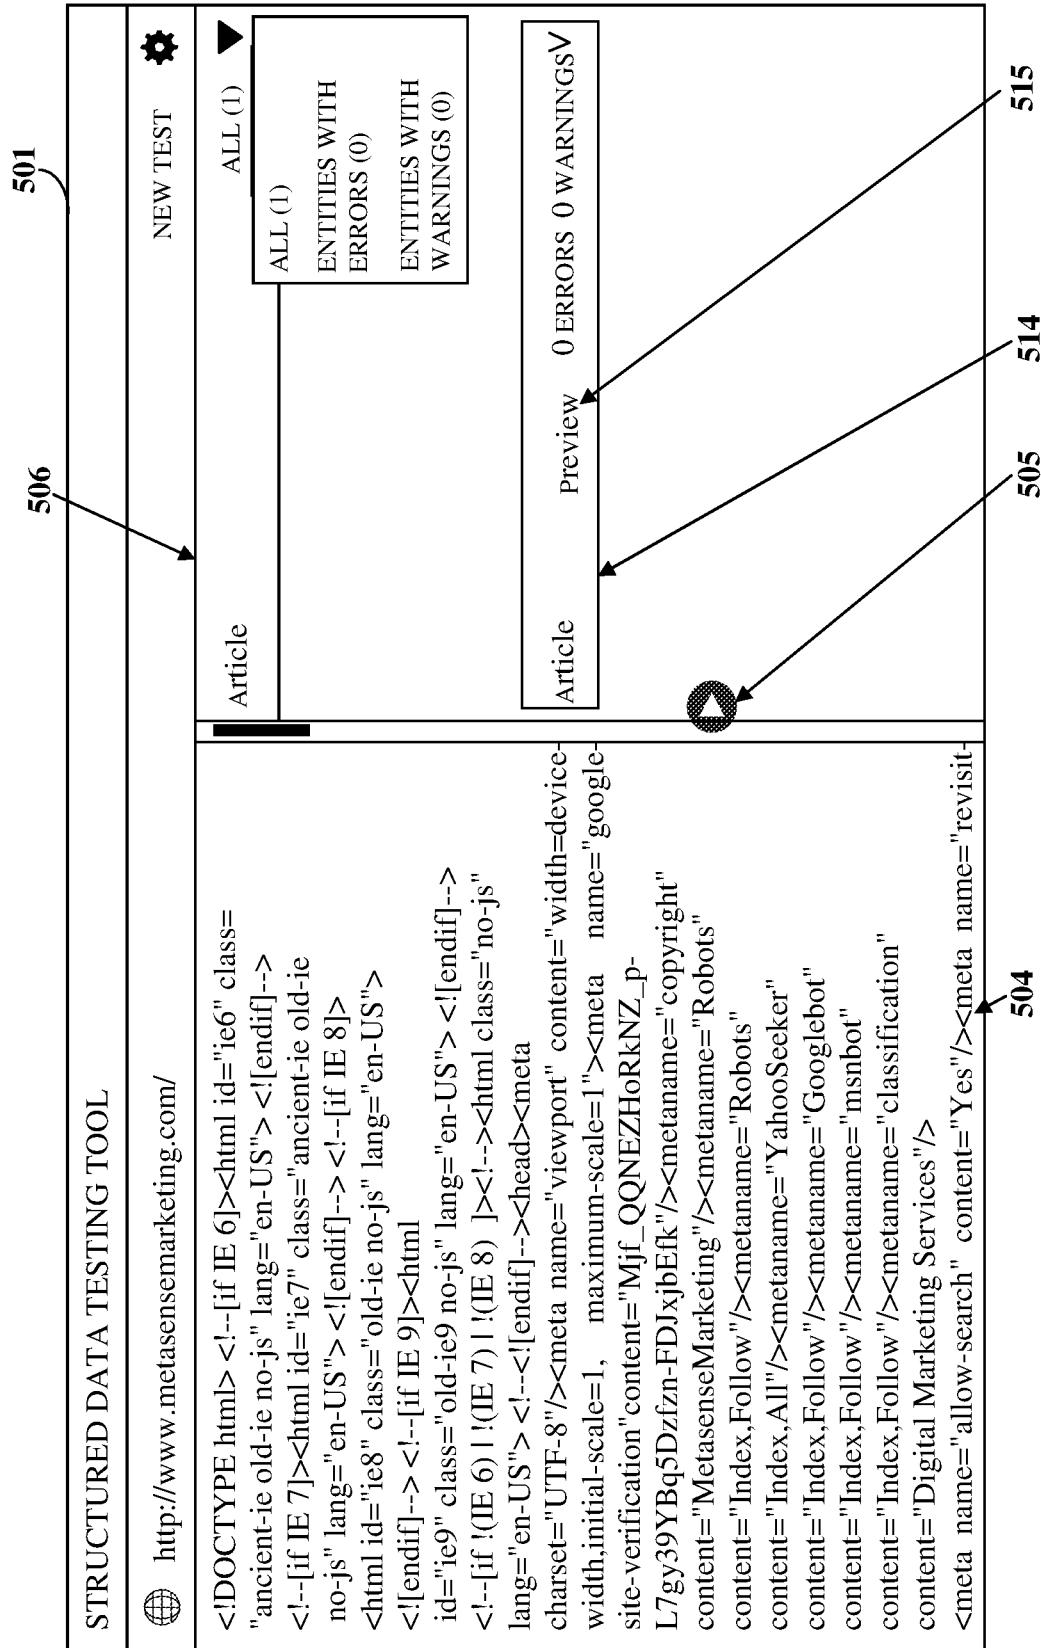 501
506
STRUCTURED DATA TESTING TOOL
http://www.metasensemarketing.com/
NEW TEST
<!DOCTYPE html> <!--[if IE 6]><html id="ie6" class=
"ancient-ie old-ie no-js" lang="en-US"> <![endif]-->
<!--[if IE 7]><html id="ie7" class="ancient-ie old-ie
no-js" lang="en-US"> <![endif]--> <!--[if IE 8]>
<html id="ie8" class="old-ie no-js" lang="en-US">
<![endif]--> <!--[if IE 9]><html
id="ie9" class="old-ie9 no-js" lang="en-US"> <![endif]-->
<!--[if !(IE 6) | !(IE 7) | !(IE 8) ]><!--><html class="no-js"
lang="en-US"> <!--<![endif]--><head><meta
charset="UTF-8"/><meta name="viewport" content="width=device-
width,initial-scale=1, maximum-scale=1"><meta name="google-
site-verification"content="Mjf_QQNEZHoRkNZ_p-
L7gy39YBq5Dzfzn-FDJxjbEfk"/><metaname="copyright"
content="MetasenseMarketing"/><metaname="Robots"
content="Index,Follow"/><metaname="Robots"
content="Index,All"/><metaname="YahooSeeker"
content="Index,Follow"/><metaname="Googlebot"
content="Index,Follow"/><metaname="msnbot"
content="Index,Follow"/><metaname="classification"
content="Digital Marketing Services"/>
<meta name="allow-search" content="Yes"/><meta name="revisit-
Article
ALL (1)
ALL (1)
ENTITIES WITH
ERRORS (0)
ENTITIES WITH
WARNINGS (0)
Article Preview 0 ERRORS 0 WARNINGS
504
505
514
515